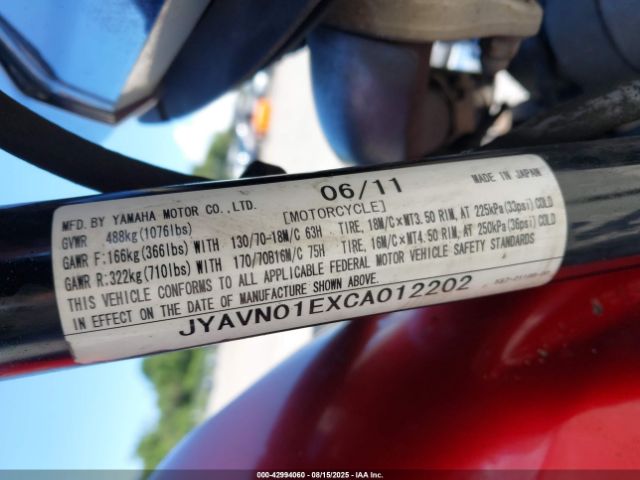 MFD. BY YAMAHA MOTOR CO.,LTD. 06/11 MADE IN JAPAN
GVWR 488kg(1076lbs) [MOTORCYCLE]
GAWR F:166kg(366lbs) WITH 130/70-18M/C 63H TIRE, 18M/C×MT3.50 RIM, AT 225kPa(33psi) COLD
GAWR R:322kg(710lbs) WITH 170/70B16M/C 75H TIRE, 16M/C×MT4.50 RIM, AT 250kPa(36psi) COLD
THIS VEHICLE CONFORMS TO ALL APPLICABLE FEDERAL MOTOR VEHICLE SAFETY STANDARDS
IN EFFECT ON THE DATE OF MANUFACTURE SHOWN ABOVE.
JYAVN01EXCA012202
000-42994060 - 08/15/2025 - IAA Inc.